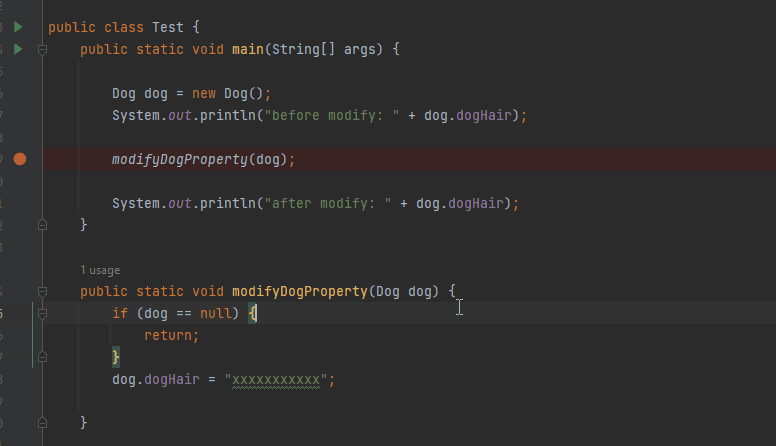 public class Test {
public static void main(String[] args) {
Dog dog = new Dog();
System.out.println("before modify: " + dog.dogHair);
modifyDogProperty(dog);
System.out.println("after modify: " + dog.dogHair);
}
1 usage
public static void modifyDogProperty(Dog dog) {
if (dog == null) {
return;
}
dog.dogHair = "xxxxxxxxxxx";
}